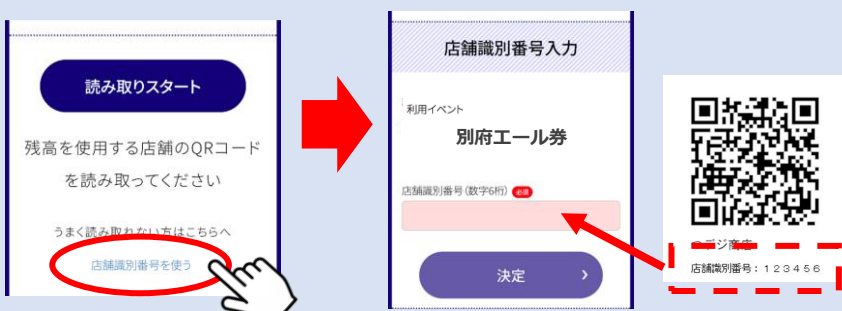 読み取りスタート
残高を使用する店舗のQRコード
を読み取ってください
うまく読み取れない方はこちらへ
店舗識別番号を使う
店舗識別番号入力
利用イベント
別府エール券
店舗識別番号(数字6桁) 必須
決定
デジ商店
店舗識別番号：１２３４５６